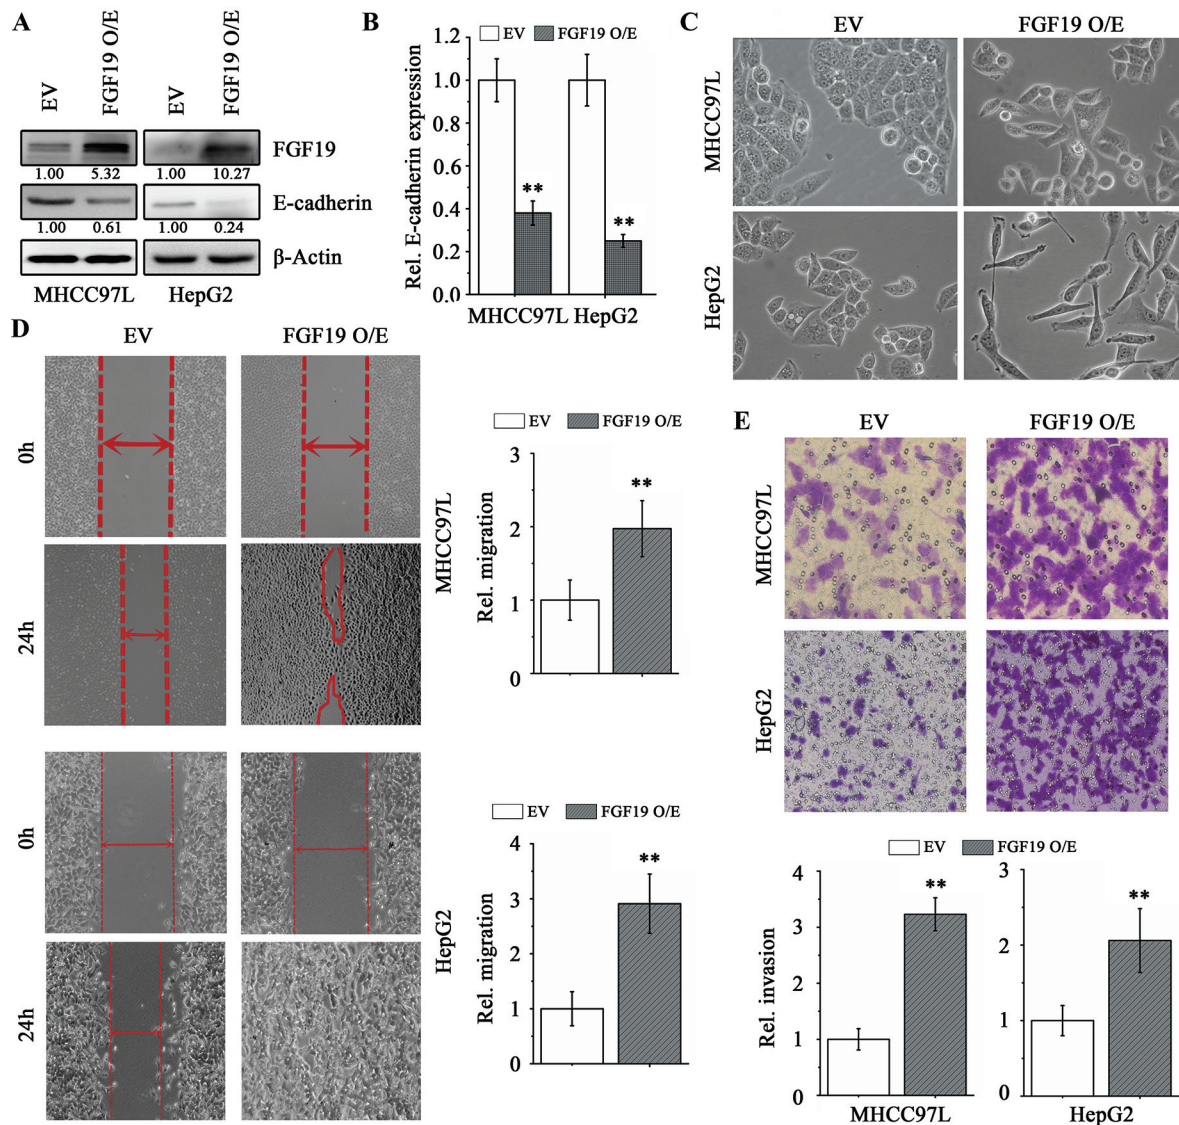 A
EV
FGF19 O/E
EV
FGF19 O/E
FGF19
1.00 5.32 1.00 10.27
E-cadherin
1.00 0.61 1.00 0.24
β-Actin
MHCC97L HepG2
B
EV FGF19 O/E
Rel. E-cadherin expression
1.2
1.0
0.8
0.6
0.4
0.2
0.0
**
**
MHCC97L HepG2
C
EV FGF19 O/E
MHCC97L
HepG2
D
EV FGF19 O/E
0h
24h
MHCC97L
EV FGF19 O/E
Rel. migration
3
2
1
0
**
0h
24h
HepG2
EV FGF19 O/E
Rel. migration
4
3
2
1
0
**
E
EV FGF19 O/E
MHCC97L
HepG2
EV FGF19 O/E
Rel. invasion
4
3
2
1
0
**
MHCC97L
3
2
1
0
**
HepG2